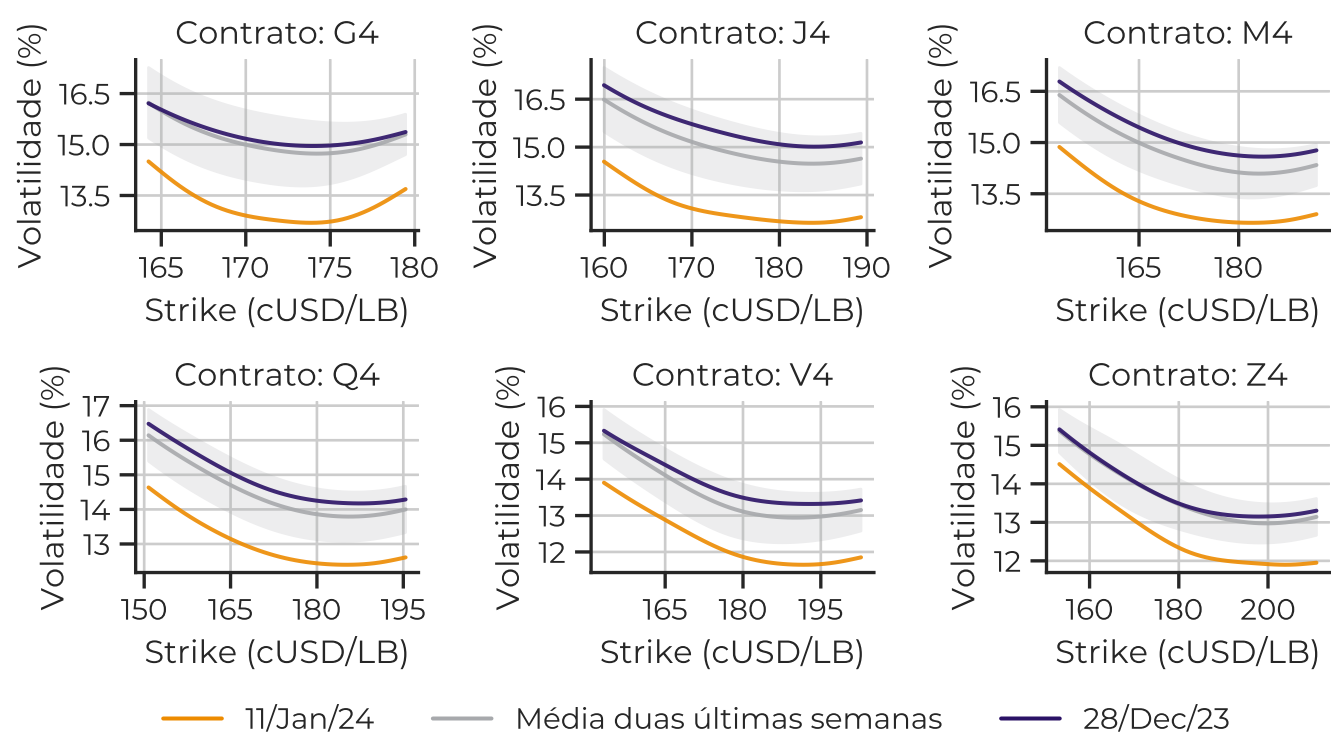 Contrato: G4
Volatilidade (%)
16.5
15.0
13.5
165 170 175 180
Strike (cUSD/LB)
Contrato: J4
Volatilidade (%)
16.5
15.0
13.5
160 170 180 190
Strike (cUSD/LB)
Contrato: M4
Volatilidade (%)
16.5
15.0
13.5
165 180
Strike (cUSD/LB)
Contrato: Q4
Volatilidade (%)
17
16
15
14
13
150 165 180 195
Strike (cUSD/LB)
Contrato: V4
Volatilidade (%)
16
15
14
13
12
165 180 195
Strike (cUSD/LB)
Contrato: Z4
Volatilidade (%)
16
15
14
13
12
160 180 200
Strike (cUSD/LB)
11/Jan/24 Média duas últimas semanas 28/Dec/23